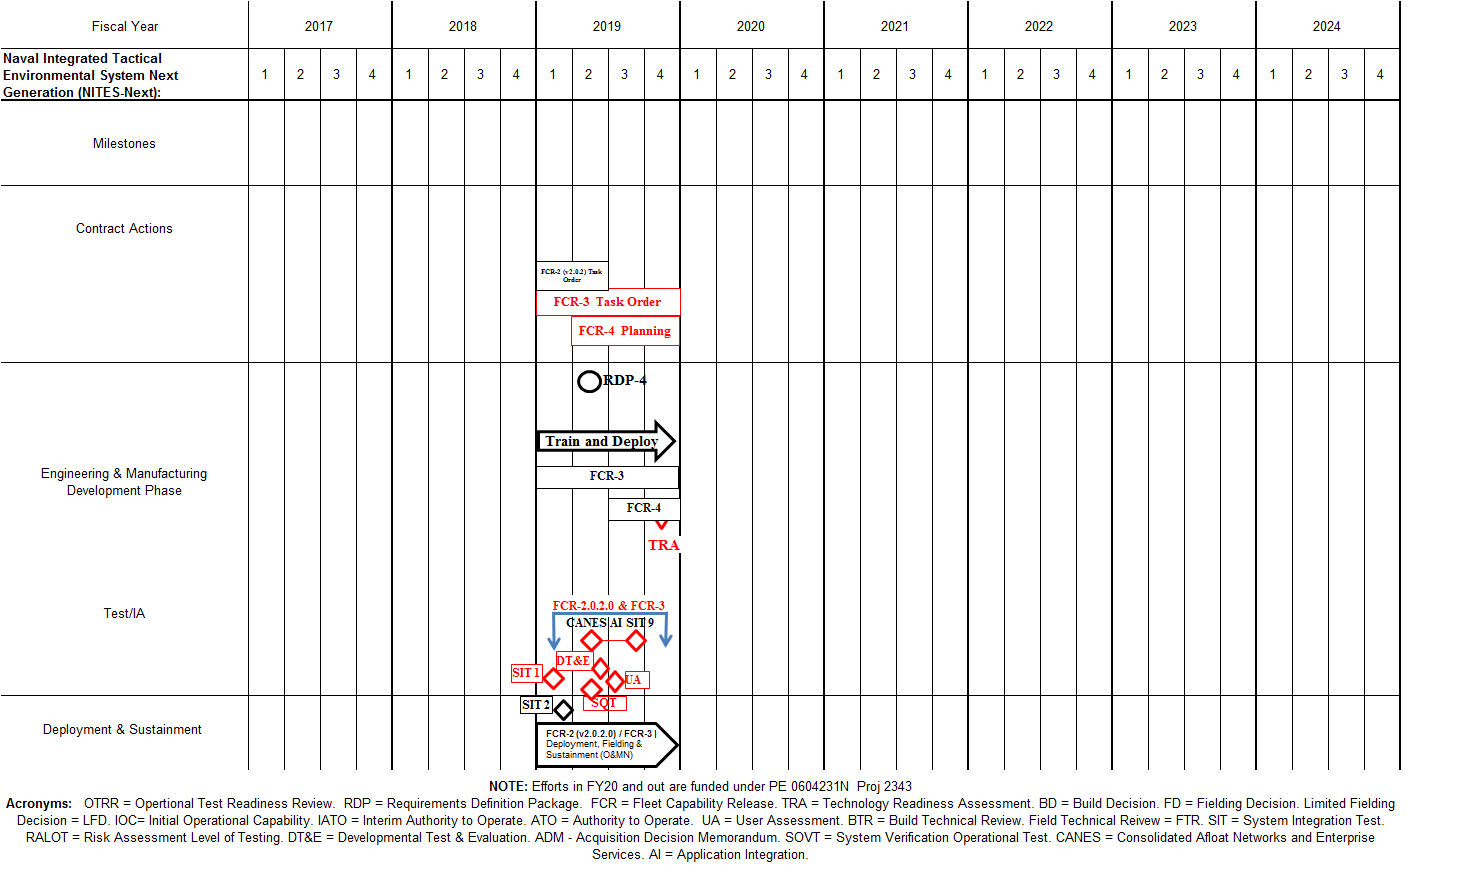 Fiscal Year 2017 2018 2019 2020 2021 2022 2023 2024
Naval Integrated Tactical
Environmental System Next
Generation (NITES-Next):
1 2 3 4 1 2 3 4 1 2 3 4 1 2 3 4 1 2 3 4 1 2 3 4 1 2 3 4 1 2 3 4
Milestones
Contract Actions
FCR-2 (v2.0.2) Task
Order
FCR-3 Task Order
FCR-4 Planning
RDP-4
Train and Deploy
Engineering & Manufacturing
Development Phase
FCR-3
FCR-4
TRA
Test/IA
FCR-2.0.2.0 & FCR-3
CANES AI SIT 9
DT&E
SIT 1
UA
SQT
SIT 2
Deployment & Sustainment
FCR-2 (v2.0.2.0) / FCR-3 |
Deployment, Fielding &
Sustainment (O&MN)
NOTE: Efforts in FY20 and out are funded under PE 0604231N Proj 2343
Acronyms: OTRR = Opertional Test Readiness Review. RDP = Requirements Definition Package. FCR = Fleet Capability Release. TRA = Technology Readiness Assessment. BD = Build Decision. FD = Fielding Decision. Limited Fielding
Decision = LFD. IOC= Initial Operational Capability. IATO = Interim Authority to Operate. ATO = Authority to Operate. UA = User Assessment. BTR = Build Technical Review. Field Technical Reivew = FTR. SIT = System Integration Test.
RALOT = Risk Assessment Level of Testing. DT&E = Developmental Test & Evaluation. ADM - Acquisition Decision Memorandum. SOVT = System Verification Operational Test. CANES = Consolidated Afloat Networks and Enterprise
Services. AI = Application Integration.